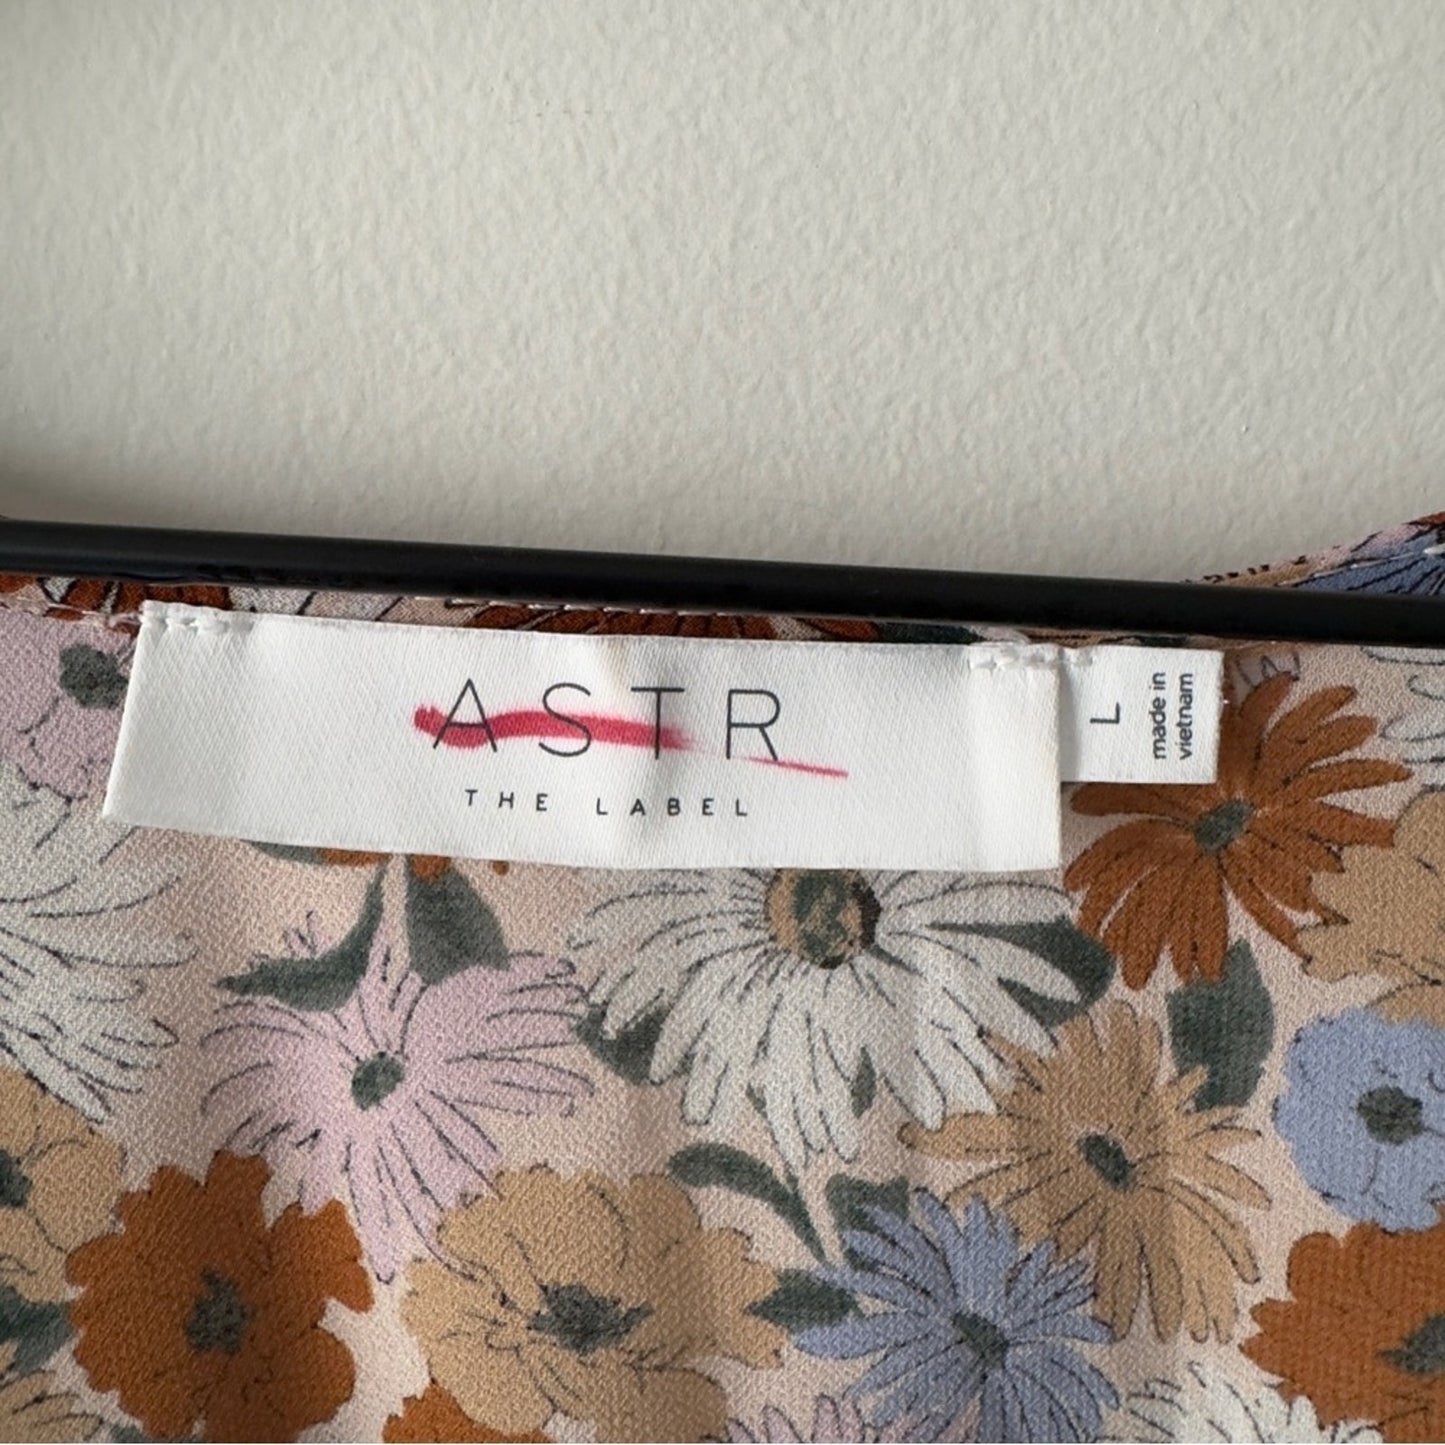 ASTR
THE LABEL
L
made in
vietnam